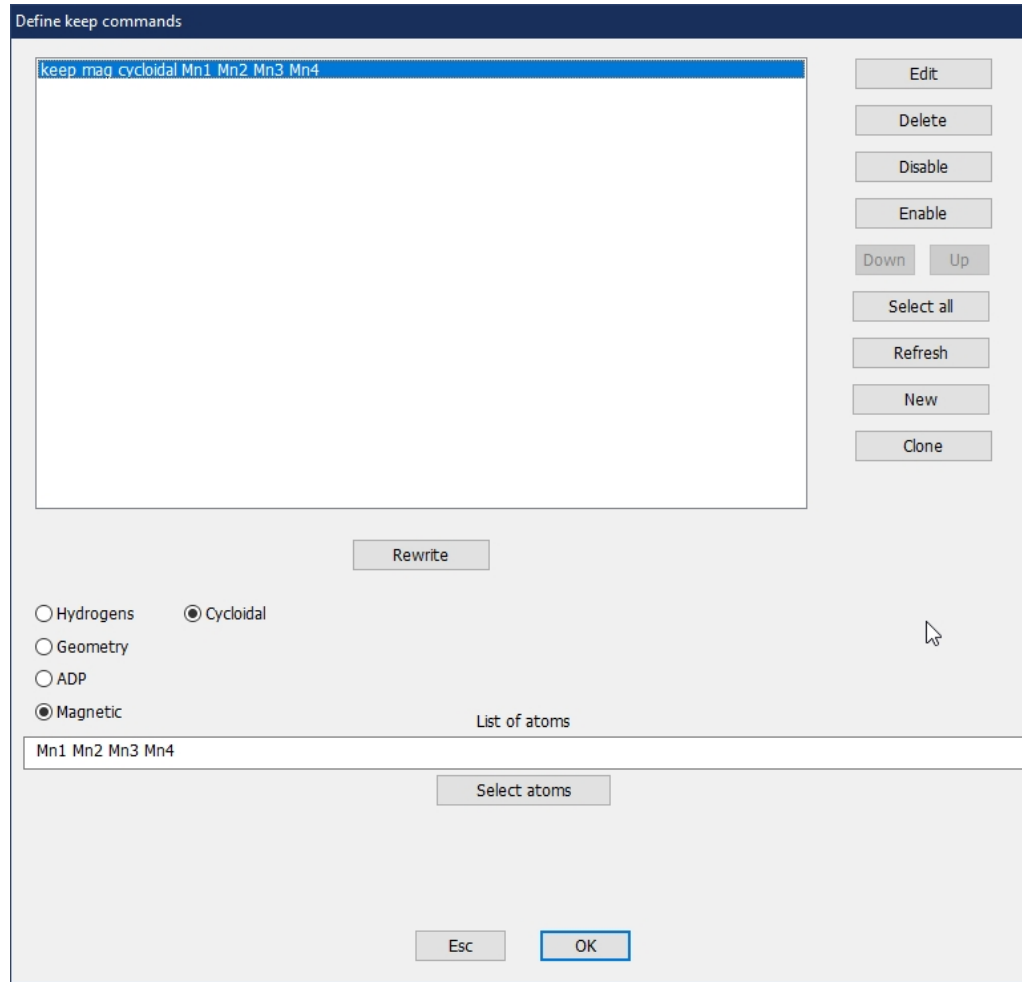 Define keep commands
keep mag cycloidal Mn1 Mn2 Mn3 Mn4
Edit
Delete
Disable
Enable
Down Up
Select all
Refresh
New
Clone
Rewrite
Hydrogens Cycloidal
Geometry
ADP
Magnetic
List of atoms
Mn1 Mn2 Mn3 Mn4
Select atoms
Esc OK